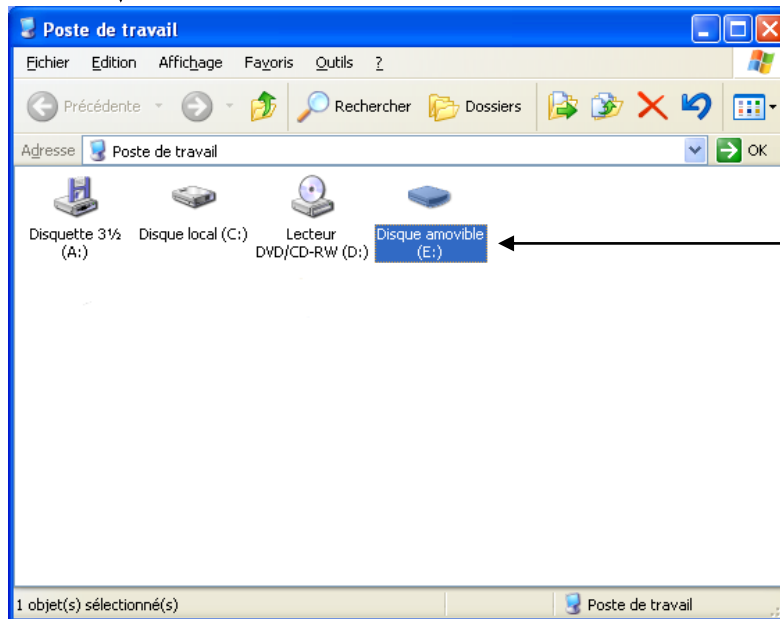 Poste de travail
Fichier Edition Affichage Favoris Outils ?
Précédente Rechercher Dossiers
Adresse Poste de travail OK
Disquette 3½ (A:)
Disque local (C:)
Lecteur DVD/CD-RW (D:)
Disque amovible (E:)
1 objet(s) sélectionné(s) Poste de travail